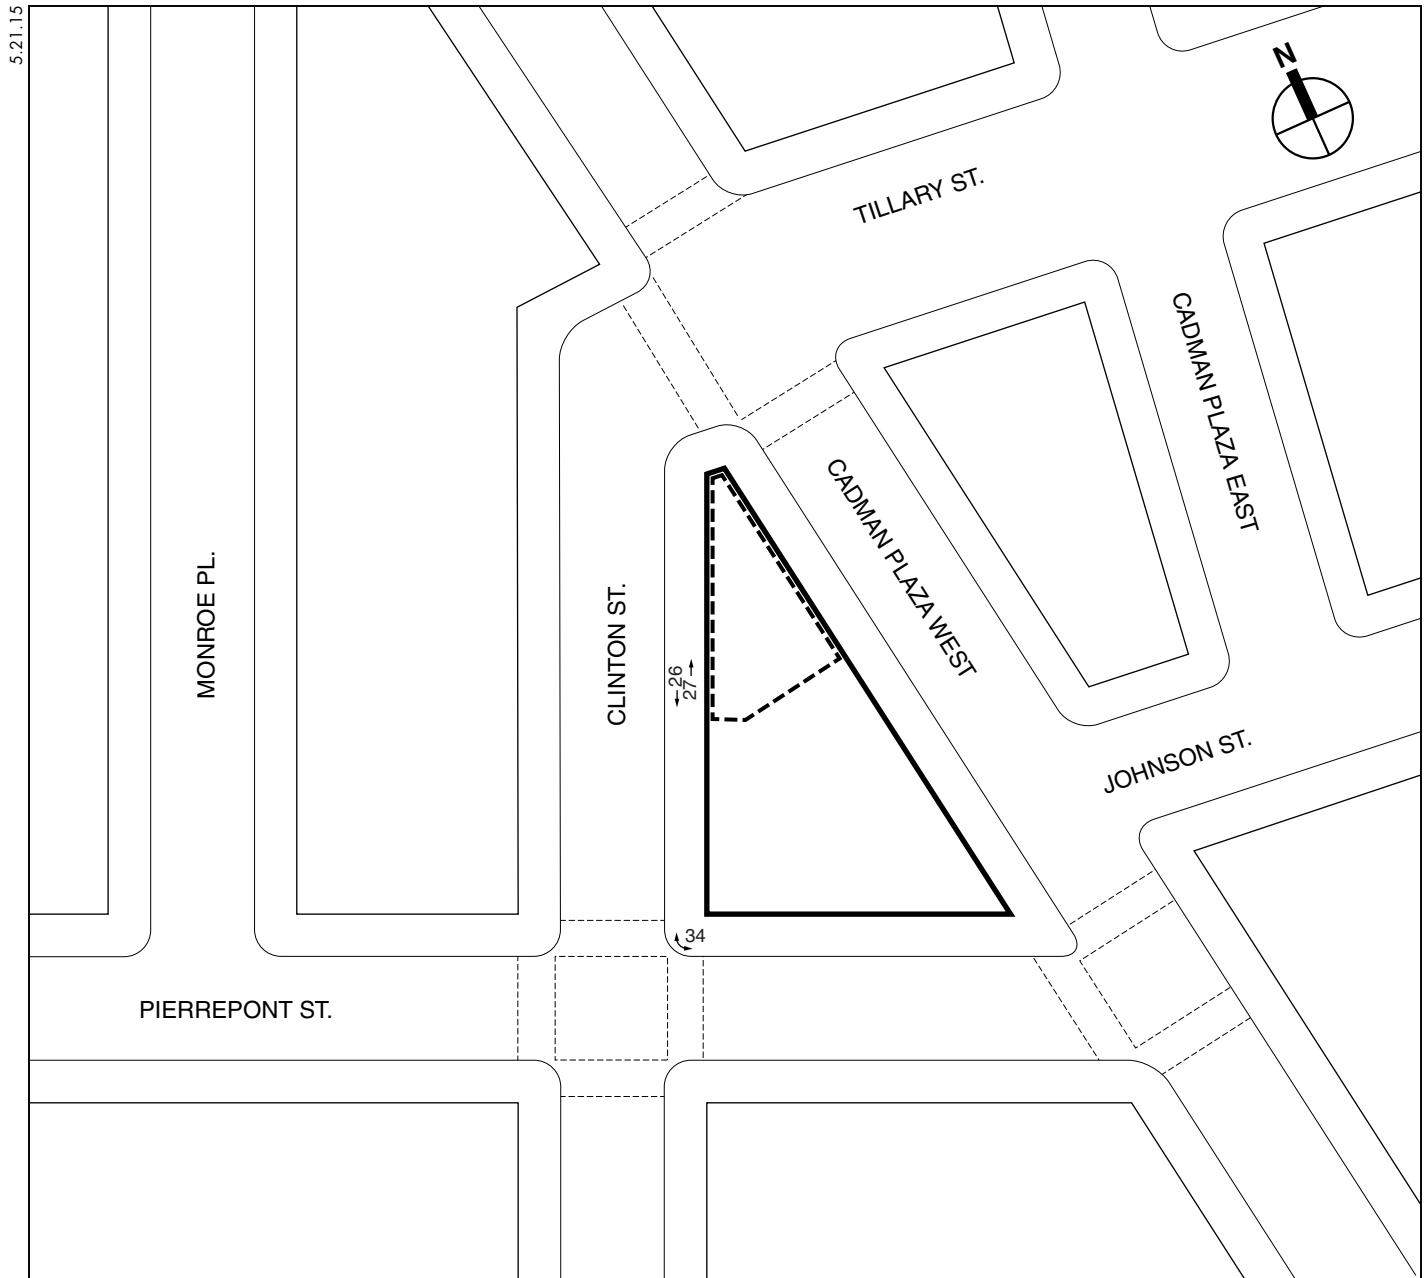 5.21.15
N
TILLARY ST.
CADMAN PLAZA EAST
CADMAN PLAZA WEST
MONROE PL.
CLINTON ST.
26
27
JOHNSON ST.
34
PIERREPONT ST.